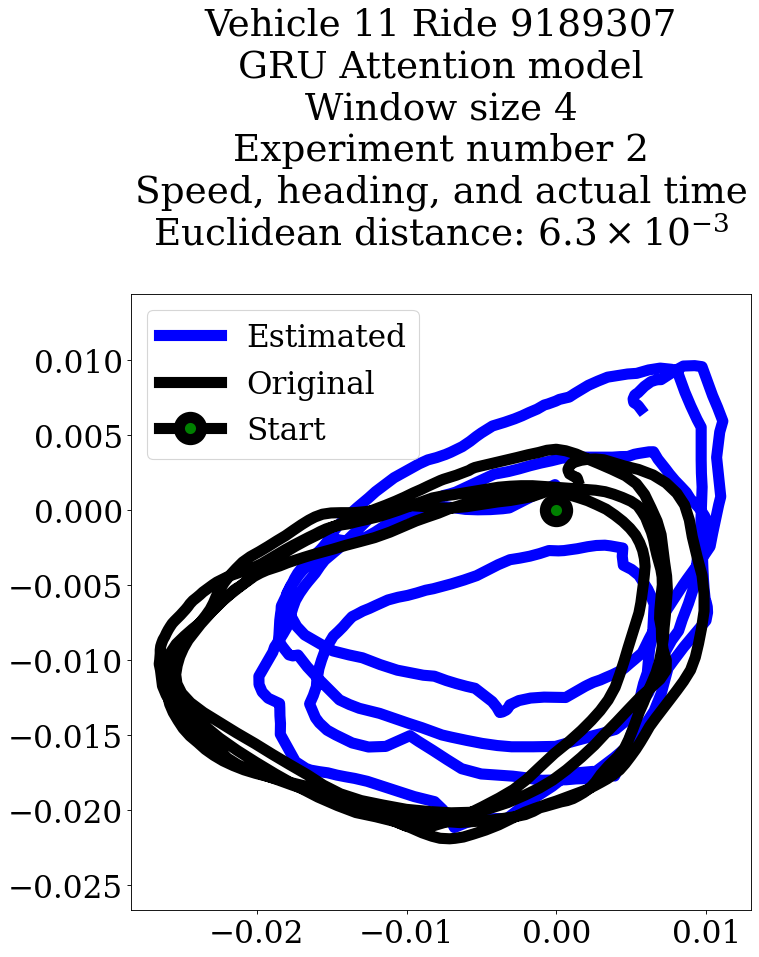 Vehicle 11 Ride 9189307
GRU Attention model
Window size 4
Experiment number 2
Speed, heading, and actual time
Euclidean distance: 6.3 × 10⁻³
Estimated
Original
Start
0.010
0.005
0.000
−0.005
−0.010
−0.015
−0.020
−0.025
−0.02 −0.01 0.00 0.01